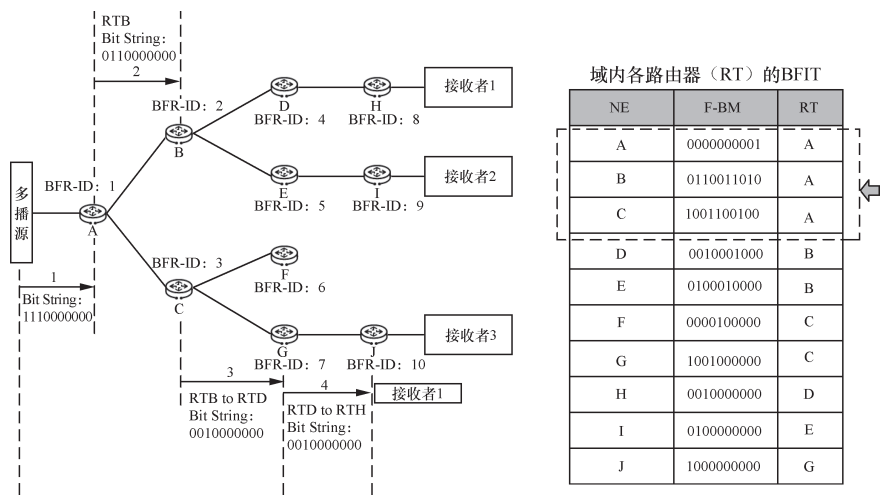 RTB
Bit String:
0110000000
2
BFR-ID: 2
B
D
BFR-ID: 4
H
BFR-ID: 8
接收者1
E
BFR-ID: 5
I
BFR-ID: 9
接收者2
多播源
BFR-ID: 1
A
1
Bit String:
1110000000
BFR-ID: 3
C
F
BFR-ID: 6
G
BFR-ID: 7
J
BFR-ID: 10
接收者3
3
RTB to RTD
Bit String:
0010000000
4
RTD to RTH
Bit String:
0010000000
接收者1
域内各路由器（RT）的BFIT
NE F-BM RT
A 0000000001 A
B 0110011010 A
C 1001100100 A
D 0010001000 B
E 0100010000 B
F 0000100000 C
G 1001000000 C
H 0010000000 D
I 0100000000 E
J 1000000000 G